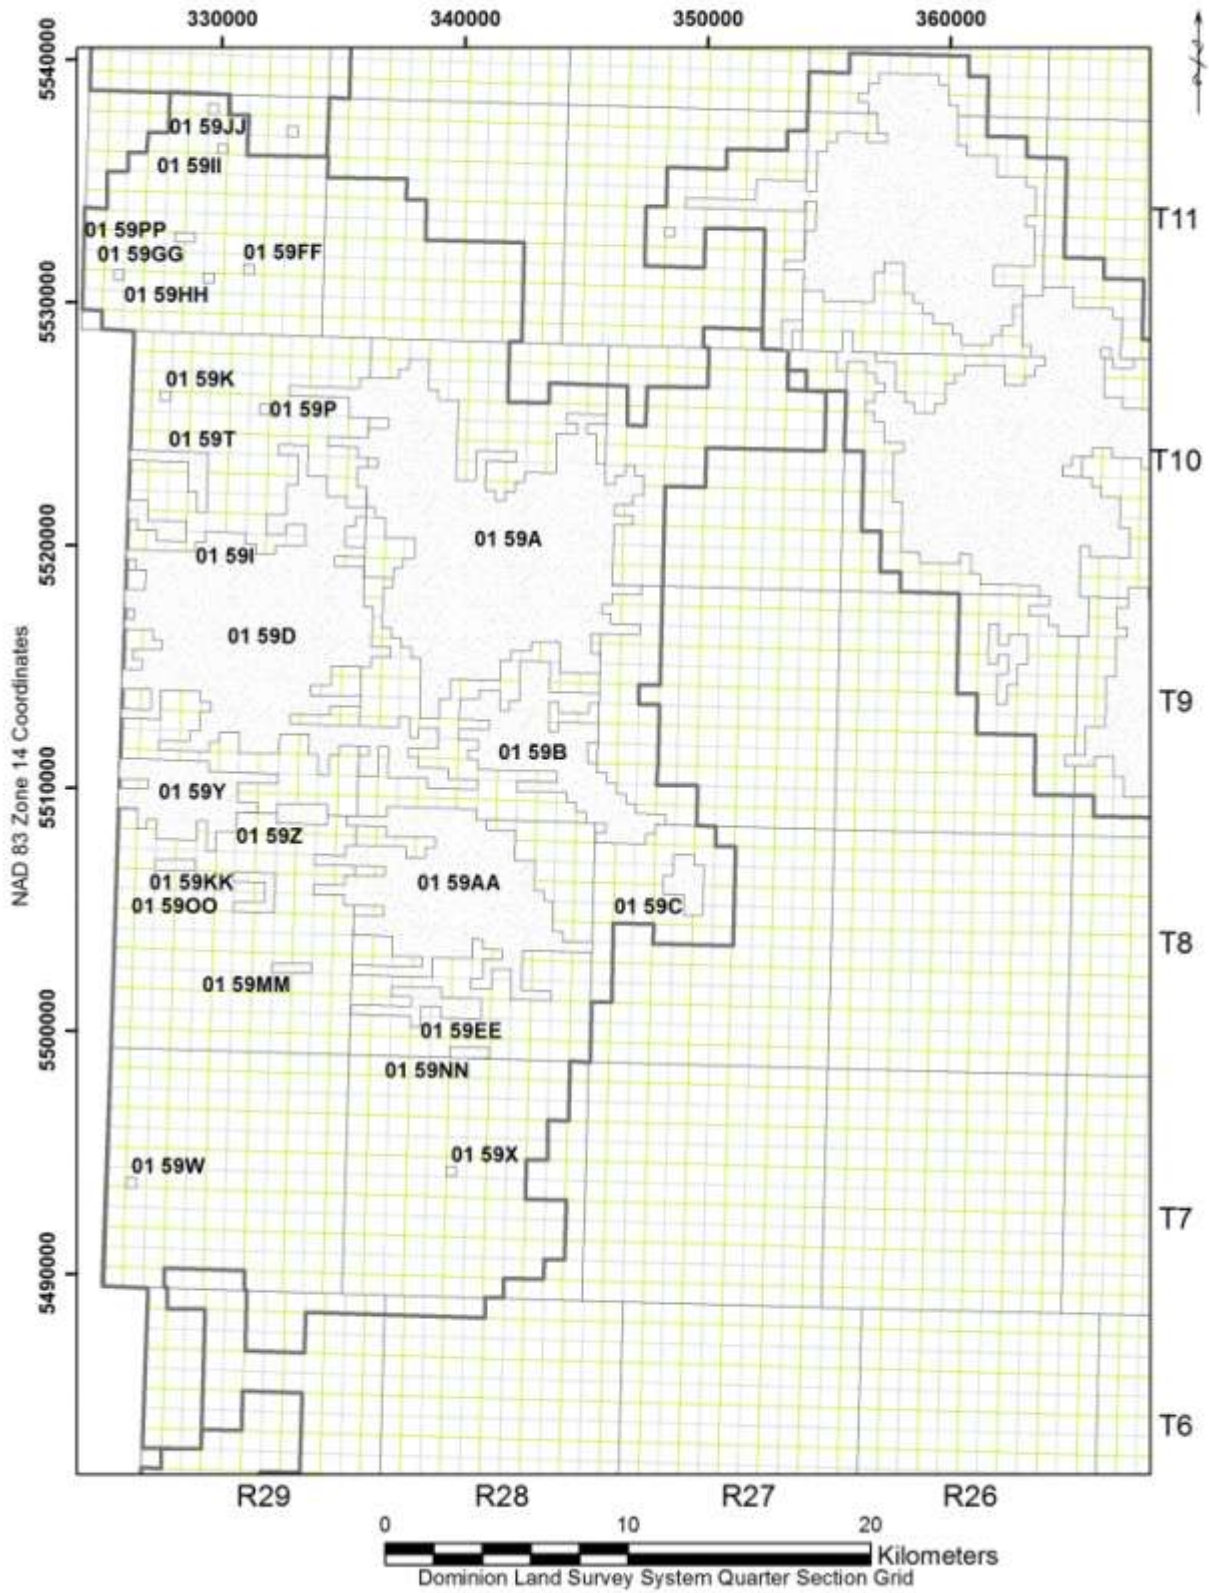 330000 340000 350000 360000
5540000
01 59JJ
01 59II
T11
01 59PP
01 59GG 01 59FF
01 59HH
5530000
01 59K
01 59P
01 59T
T10
01 59A
5520000
01 59I
01 59D
NAD 83 Zone 14 Coordinates
T9
01 59B
5510000
01 59Y
01 59Z
01 59KK 01 59AA
01 59OO 01 59C
T8
01 59MM
5500000
01 59EE
01 59NN
01 59X
01 59W
T7
5490000
T6
R29 R28 R27 R26
0 10 20
Kilometers
Dominion Land Survey System Quarter Section Grid